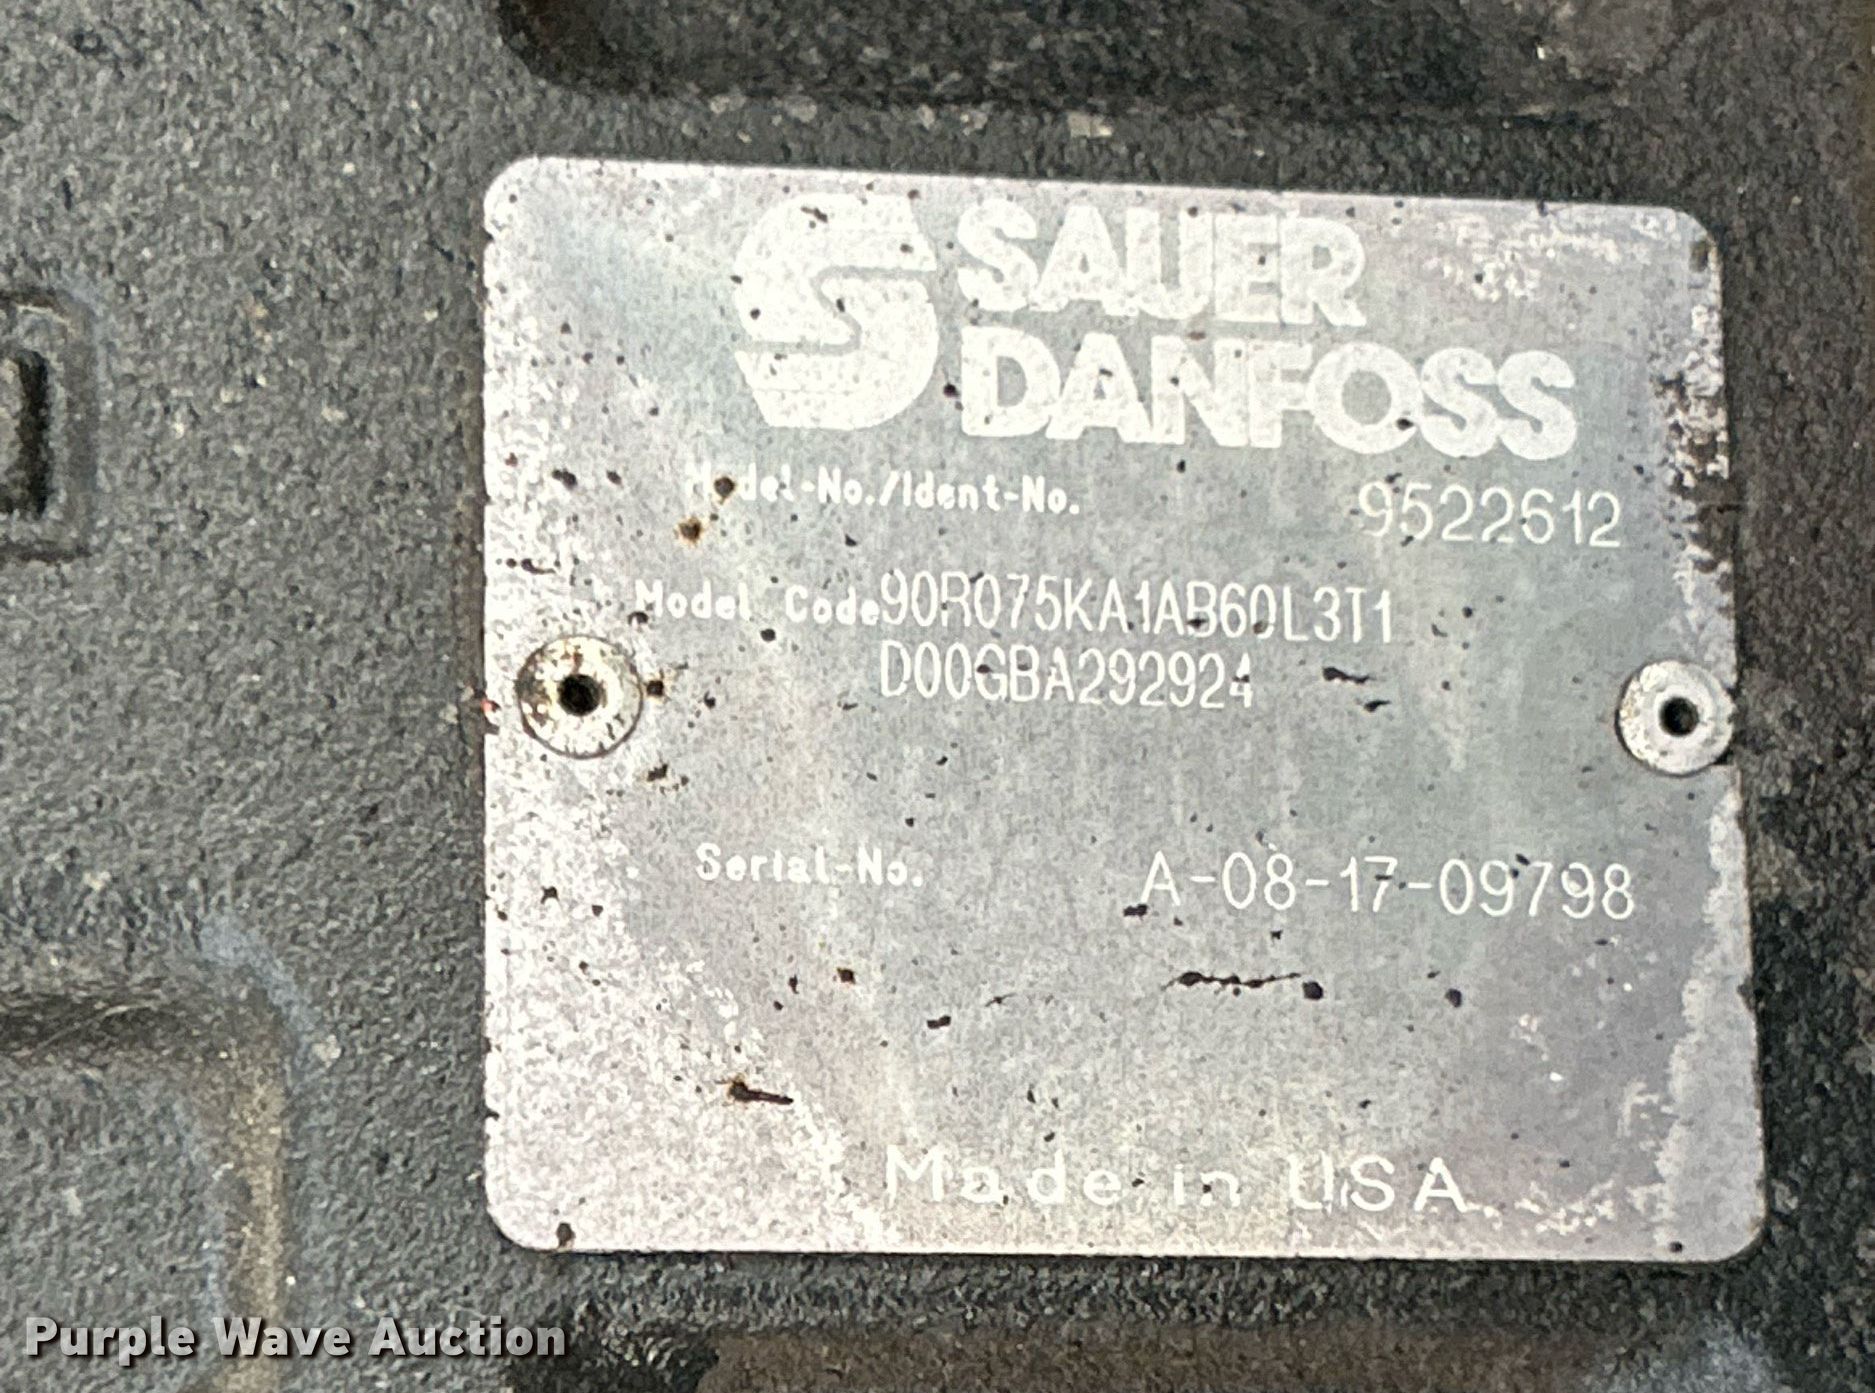 SAUER
DANFOSS
Model-No./Ident-No. 9522612
Model Code 90R075KA1AB60L3T1
D00GBA292924
Serial-No. A-08-17-09798
Made in USA
Purple Wave Auction